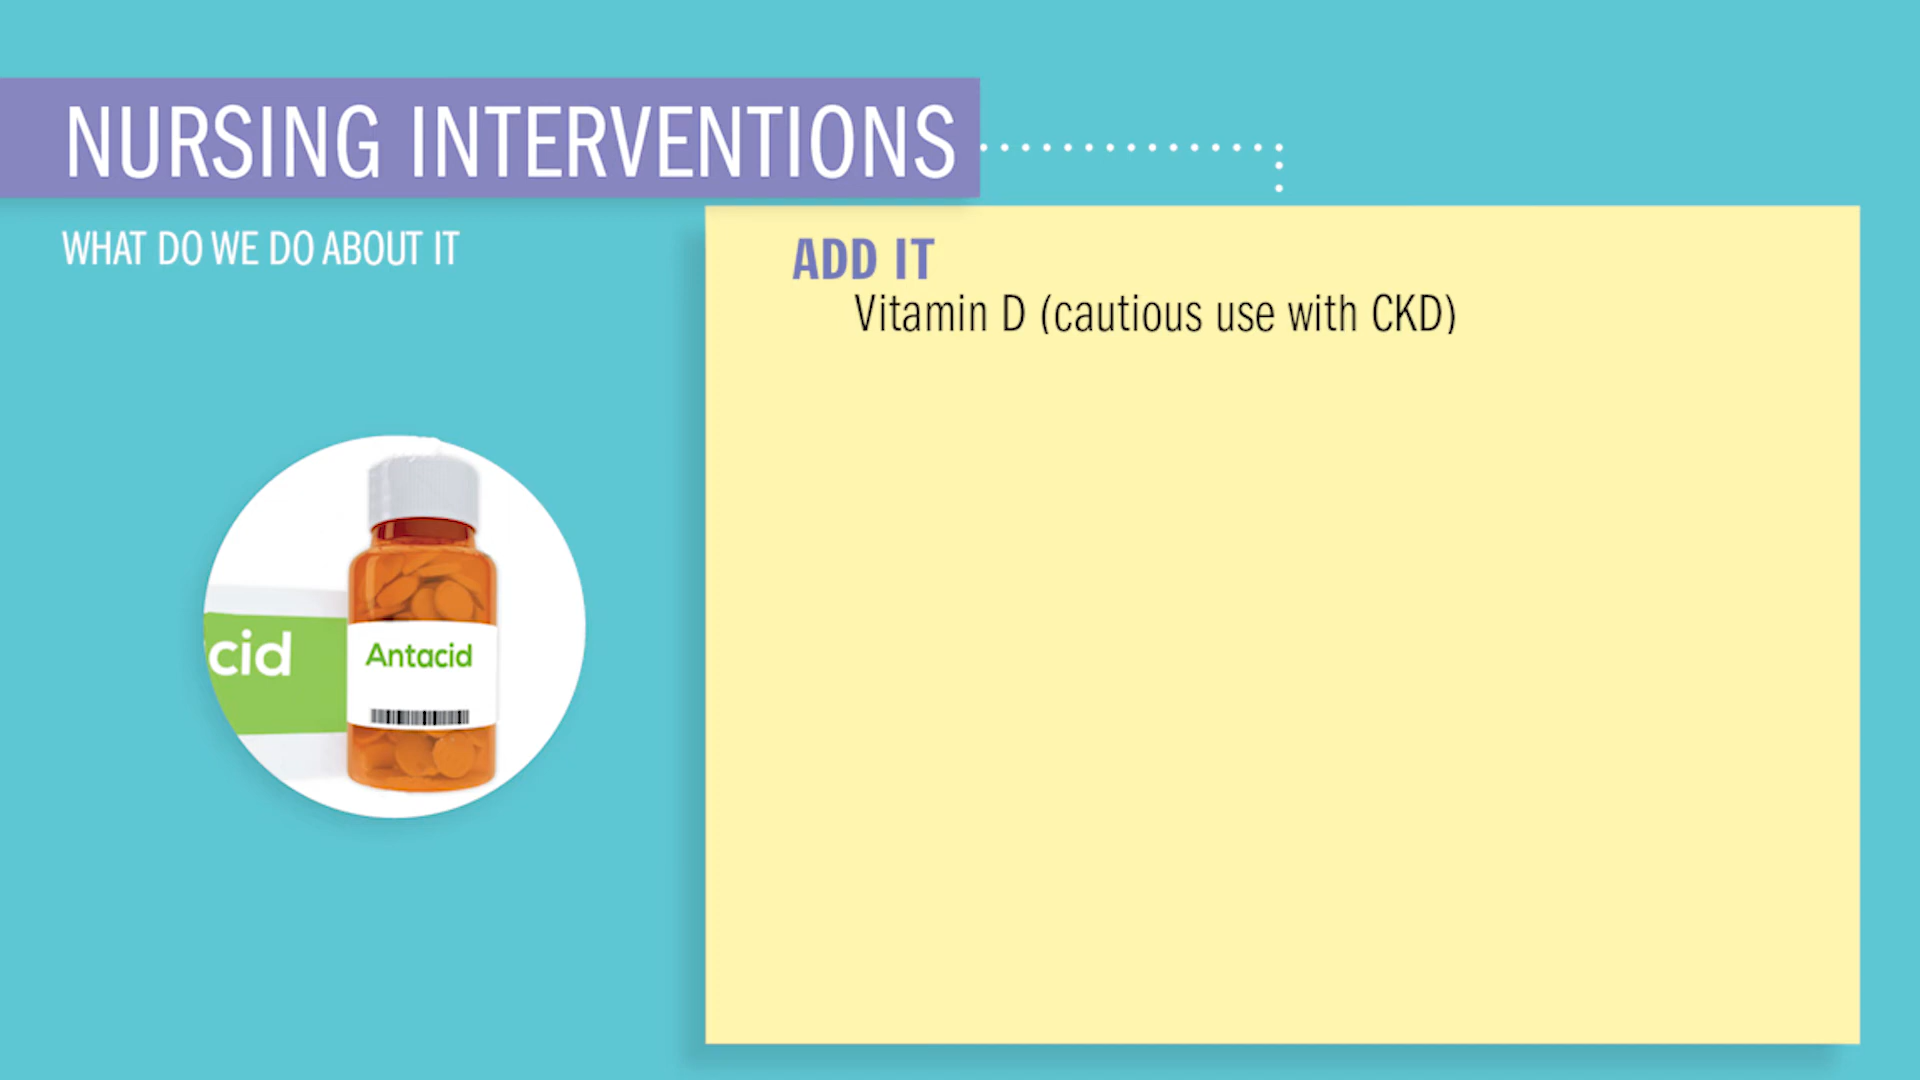 NURSING INTERVENTIONS
WHAT DO WE DO ABOUT IT
ADD IT
Vitamin D (cautious use with CKD)
cid
Antacid